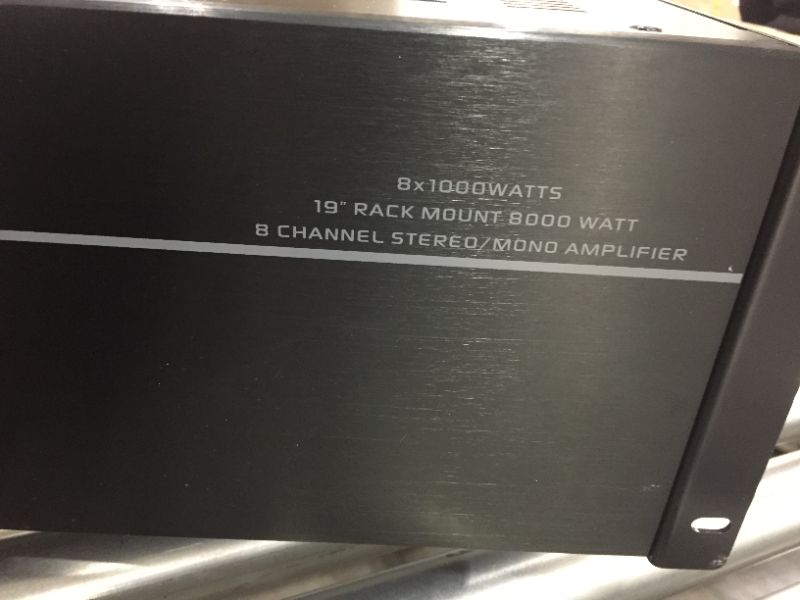 8x1000WATTS
19" RACK MOUNT 8000 WATT
8 CHANNEL STEREO/MONO AMPLIFIER